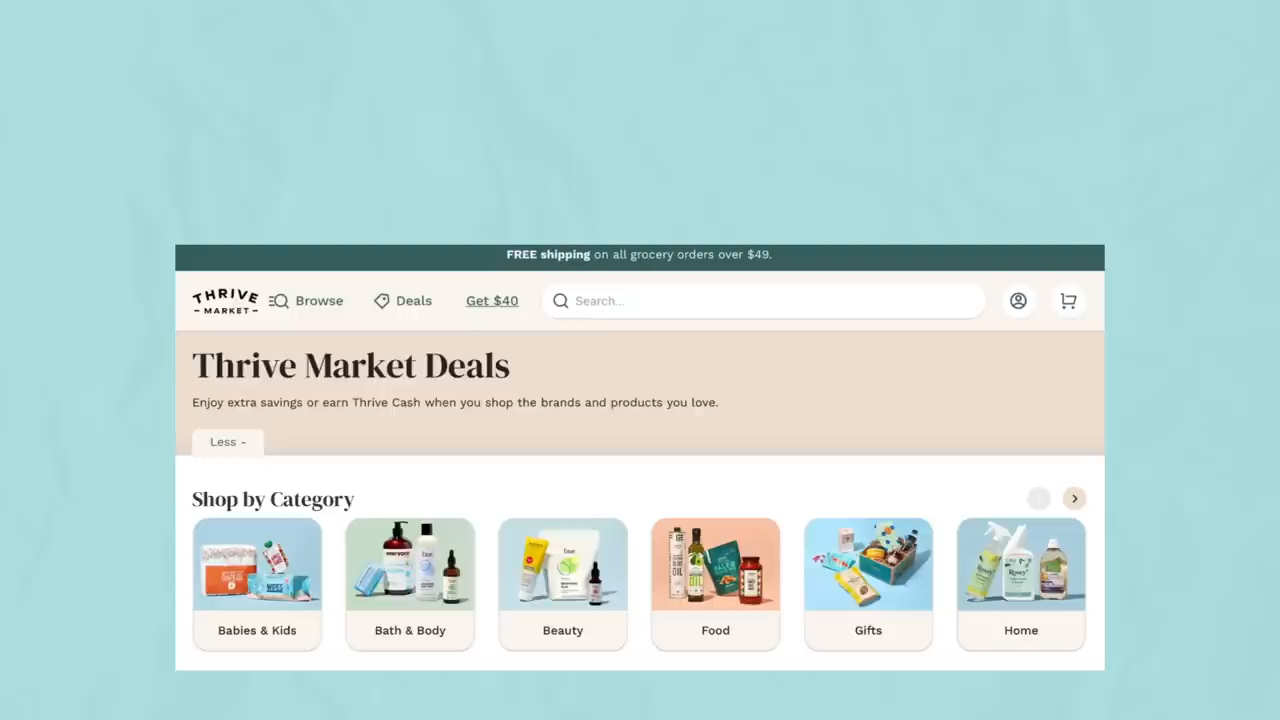 FREE shipping on all grocery orders over $49.
THRIVE
- MARKET -
Browse
Deals
Get $40
Search...
Thrive Market Deals
Enjoy extra savings or earn Thrive Cash when you shop the brands and products you love.
Less -
Shop by Category
Babies & Kids
Bath & Body
Beauty
Food
Gifts
Home